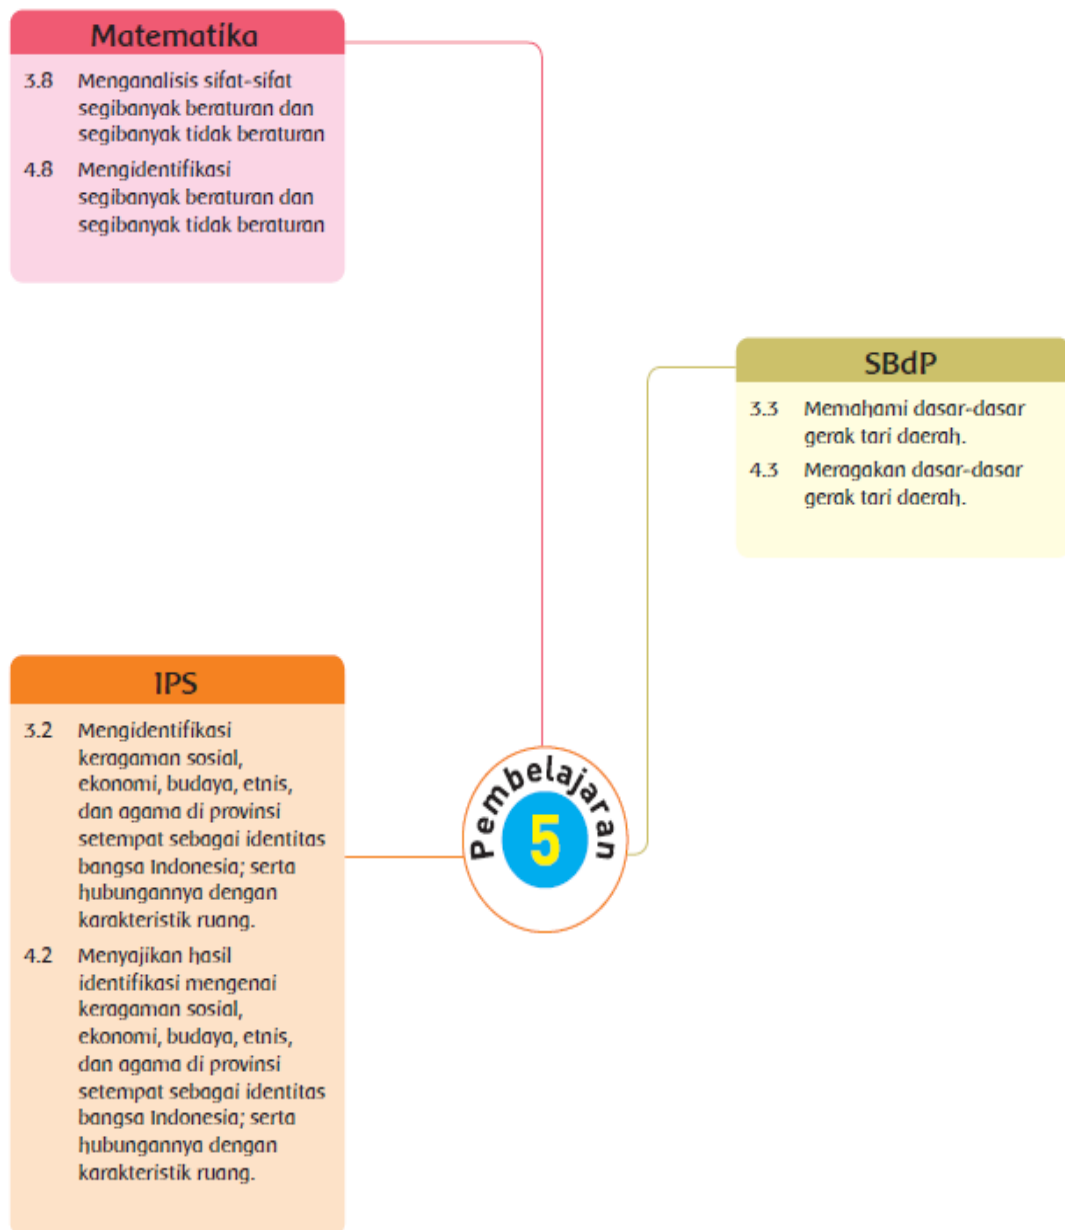 Matematika
3.8 Menganalisis sifat-sifat
segibanyak beraturan dan
segibanyak tidak beraturan
4.8 Mengidentifikasi
segibanyak beraturan dan
segibanyak tidak beraturan
SBdP
3.3 Memahami dasar-dasar
gerak tari daerah.
4.3 Meragakan dasar-dasar
gerak tari daerah.
IPS
3.2 Mengidentifikasi
keragaman sosial,
ekonomi, budaya, etnis,
dan agama di provinsi
setempat sebagai identitas
bangsa Indonesia; serta
hubungannya dengan
karakteristik ruang.
4.2 Menyajikan hasil
identifikasi mengenai
keragaman sosial,
ekonomi, budaya, etnis,
dan agama di provinsi
setempat sebagai identitas
bangsa Indonesia; serta
hubungannya dengan
karakteristik ruang.
Pembelajaran
5